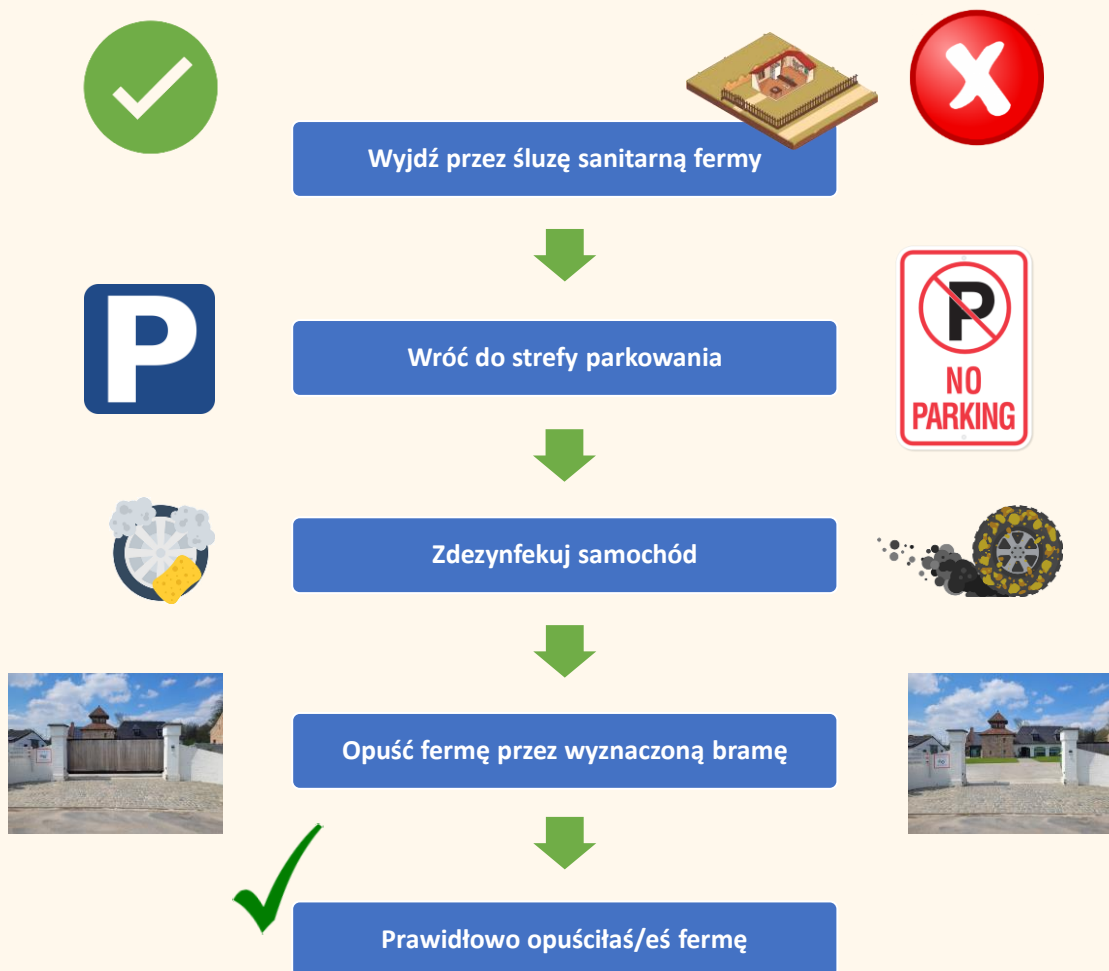 Wyjdź przez śluzę sanitarną fermy
P
Wróć do strefy parkowania
P
NO
PARKING
Zdezynfekuj samochód
Opuść fermę przez wyznaczoną bramę
Prawidłowo opuściłaś/eś fermę